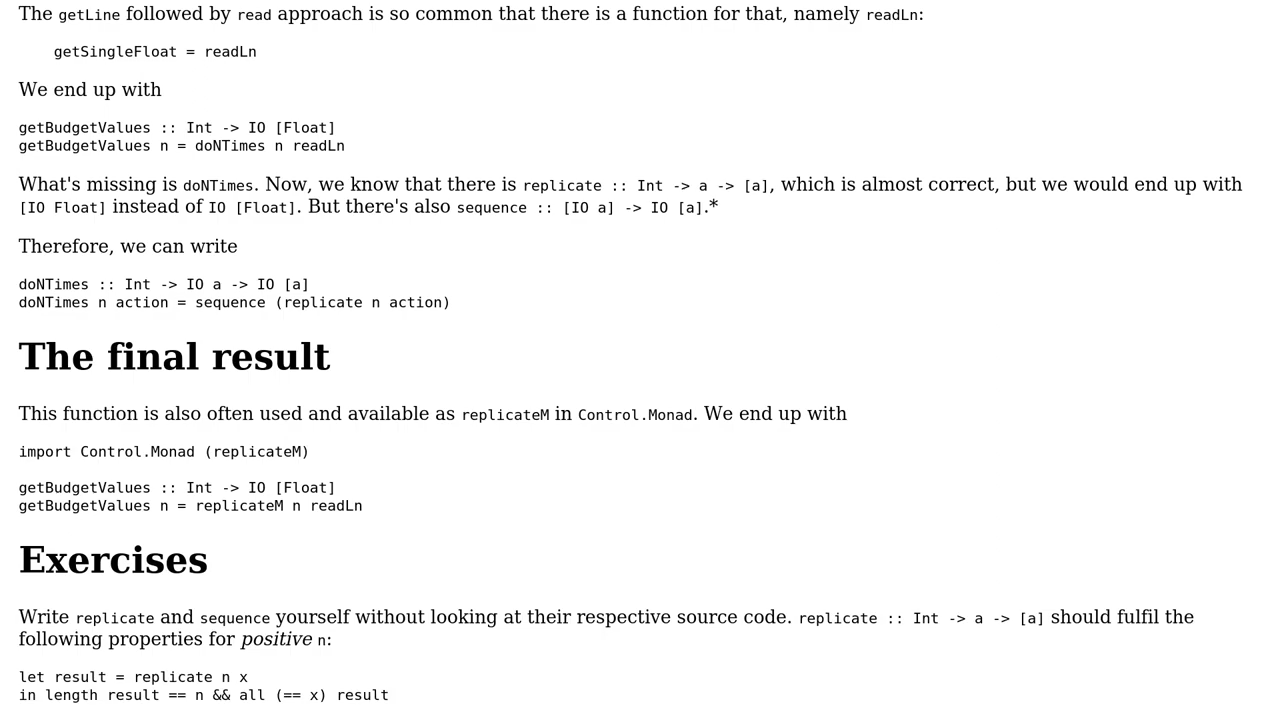 The getLine followed by read approach is so common that there is a function for that, namely readLn:
getSingleFloat = readLn
We end up with
getBudgetValues :: Int -> IO [Float]
getBudgetValues n = doNTimes n readLn
What's missing is doNTimes. Now, we know that there is replicate :: Int -> a -> [a], which is almost correct, but we would end up with
[IO Float] instead of IO [Float]. But there's also sequence :: [IO a] -> IO [a].*
Therefore, we can write
doNTimes :: Int -> IO a -> IO [a]
doNTimes n action = sequence (replicate n action)
The final result
This function is also often used and available as replicateM in Control.Monad. We end up with
import Control.Monad (replicateM)
getBudgetValues :: Int -> IO [Float]
getBudgetValues n = replicateM n readLn
Exercises
Write replicate and sequence yourself without looking at their respective source code. replicate :: Int -> a -> [a] should fulfil the
following properties for positive n:
let result = replicate n x
in length result == n && all (== x) result